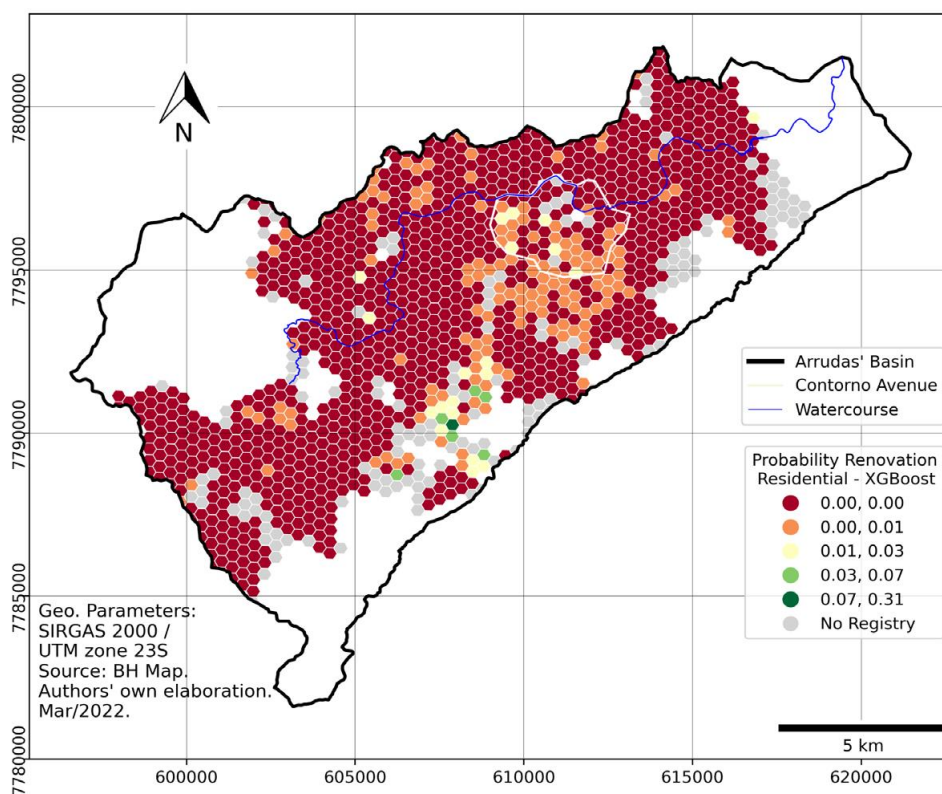 N
7800000
7795000
7790000
7785000
7780000
600000
605000
610000
615000
620000
Arrudas' Basin
Contorno Avenue
Watercourse
Probability Renovation
Residential - XGBoost
0.00, 0.00
0.00, 0.01
0.01, 0.03
0.03, 0.07
0.07, 0.31
No Registry
Geo. Parameters:
SIRGAS 2000 /
UTM zone 23S
Source: BH Map.
Authors' own elaboration.
Mar/2022.
5 km